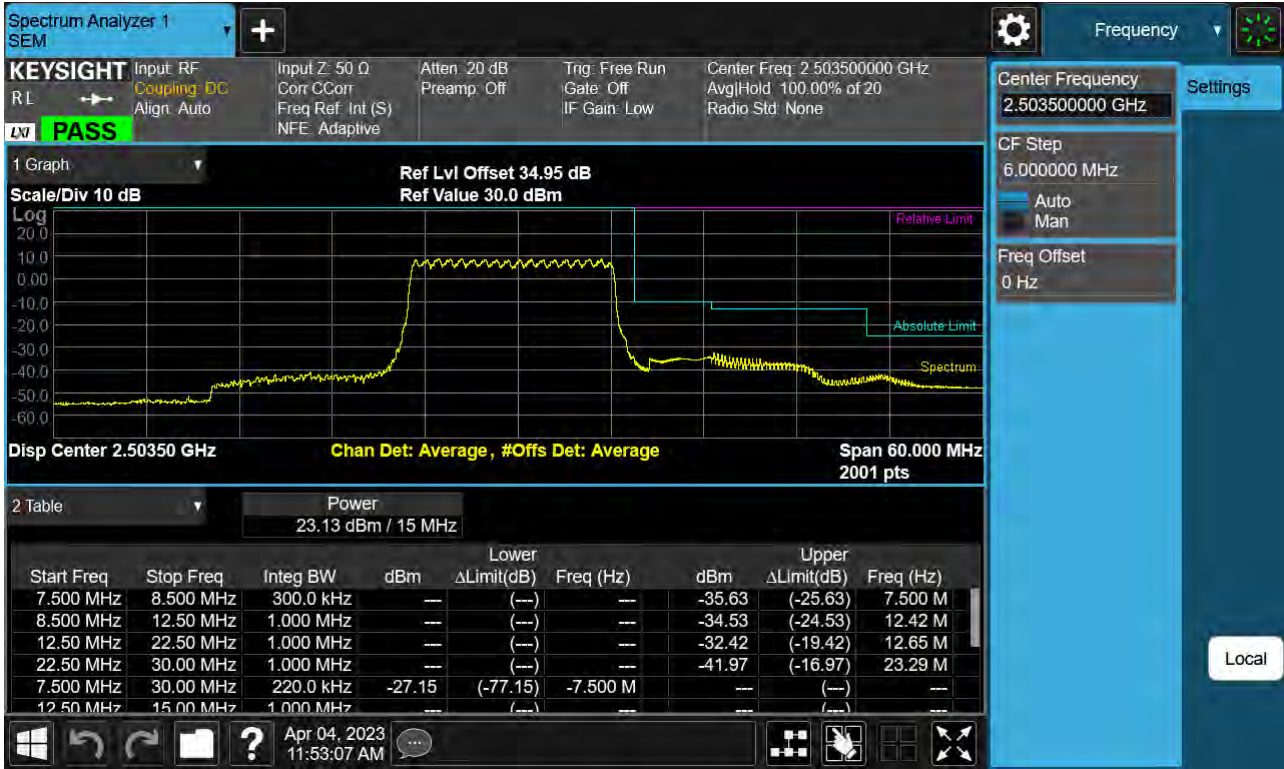 Spectrum Analyzer 1
SEM
+
Frequency
KEYSIGHT
R L
LXI
PASS
Input: RF
Coupling: DC
Align: Auto
Input Z: 50 Ω
Corr CCorr
Freq Ref: Int (S)
NFE: Adaptive
Atten: 20 dB
Preamp: Off
Trig: Free Run
Gate: Off
IF Gain: Low
Center Freq: 2.503500000 GHz
Avg|Hold: 100.00% of 20
Radio Std: None
Center Frequency
2.503500000 GHz
Settings
CF Step
6.000000 MHz
Auto
Man
Freq Offset
0 Hz
1 Graph
Scale/Div 10 dB
Ref Lvl Offset 34.95 dB
Ref Value 30.0 dBm
Log
20.0
10.0
0.00
-10.0
-20.0
-30.0
-40.0
-50.0
-60.0
Relative Limit
Absolute Limit
Spectrum
Disp Center 2.50350 GHz
Chan Det: Average, #Offs Det: Average
Span 60.000 MHz
2001 pts
2 Table
Power
23.13 dBm / 15 MHz
Lower Upper
Start Freq Stop Freq Integ BW dBm ΔLimit(dB) Freq (Hz) dBm ΔLimit(dB) Freq (Hz)
7.500 MHz 8.500 MHz 300.0 kHz --- (---) --- -35.63 (-25.63) 7.500 M
8.500 MHz 12.50 MHz 1.000 MHz --- (---) --- -34.53 (-24.53) 12.42 M
12.50 MHz 22.50 MHz 1.000 MHz --- (---) --- -32.42 (-19.42) 12.65 M
22.50 MHz 30.00 MHz 1.000 MHz --- (---) --- -41.97 (-16.97) 23.29 M
7.500 MHz 30.00 MHz 220.0 kHz -27.15 (-77.15) -7.500 M --- (---) ---
12.50 MHz 15.00 MHz 1.000 MHz --- (---) --- --- (---) ---
Local
?
Apr 04, 2023
11:53:07 AM